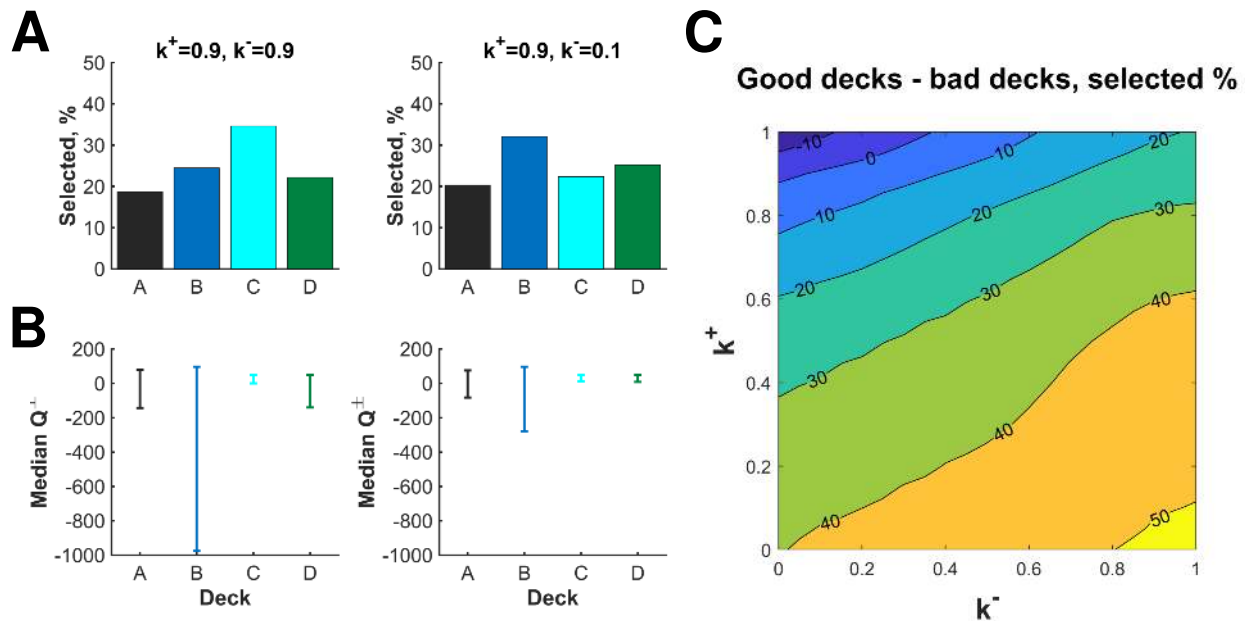 A
k+=0.9, k-=0.9
50
40
30
20
10
0
Selected, %
A B C D
k+=0.9, k-=0.1
50
40
30
20
10
0
Selected, %
A B C D
B
200
0
-200
-400
-600
-800
-1000
Median Q
A B C D
Deck
200
0
-200
-400
-600
-800
-1000
Median Q±
A B C D
Deck
C
Good decks - bad decks, selected %
1
0.8
0.6
0.4
0.2
0
k+
-10
0
10
20
10
20
30
20
30
40
30
40
40
50
0 0.2 0.4 0.6 0.8 1
k-